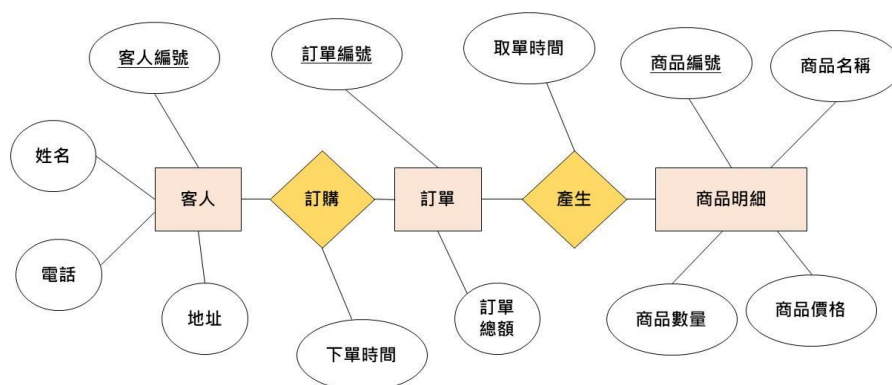 客人編號
訂單編號
取單時間
商品編號
商品名稱
姓名
客人
訂購
訂單
產生
商品明細
電話
地址
下單時間
訂單
總額
商品數量
商品價格